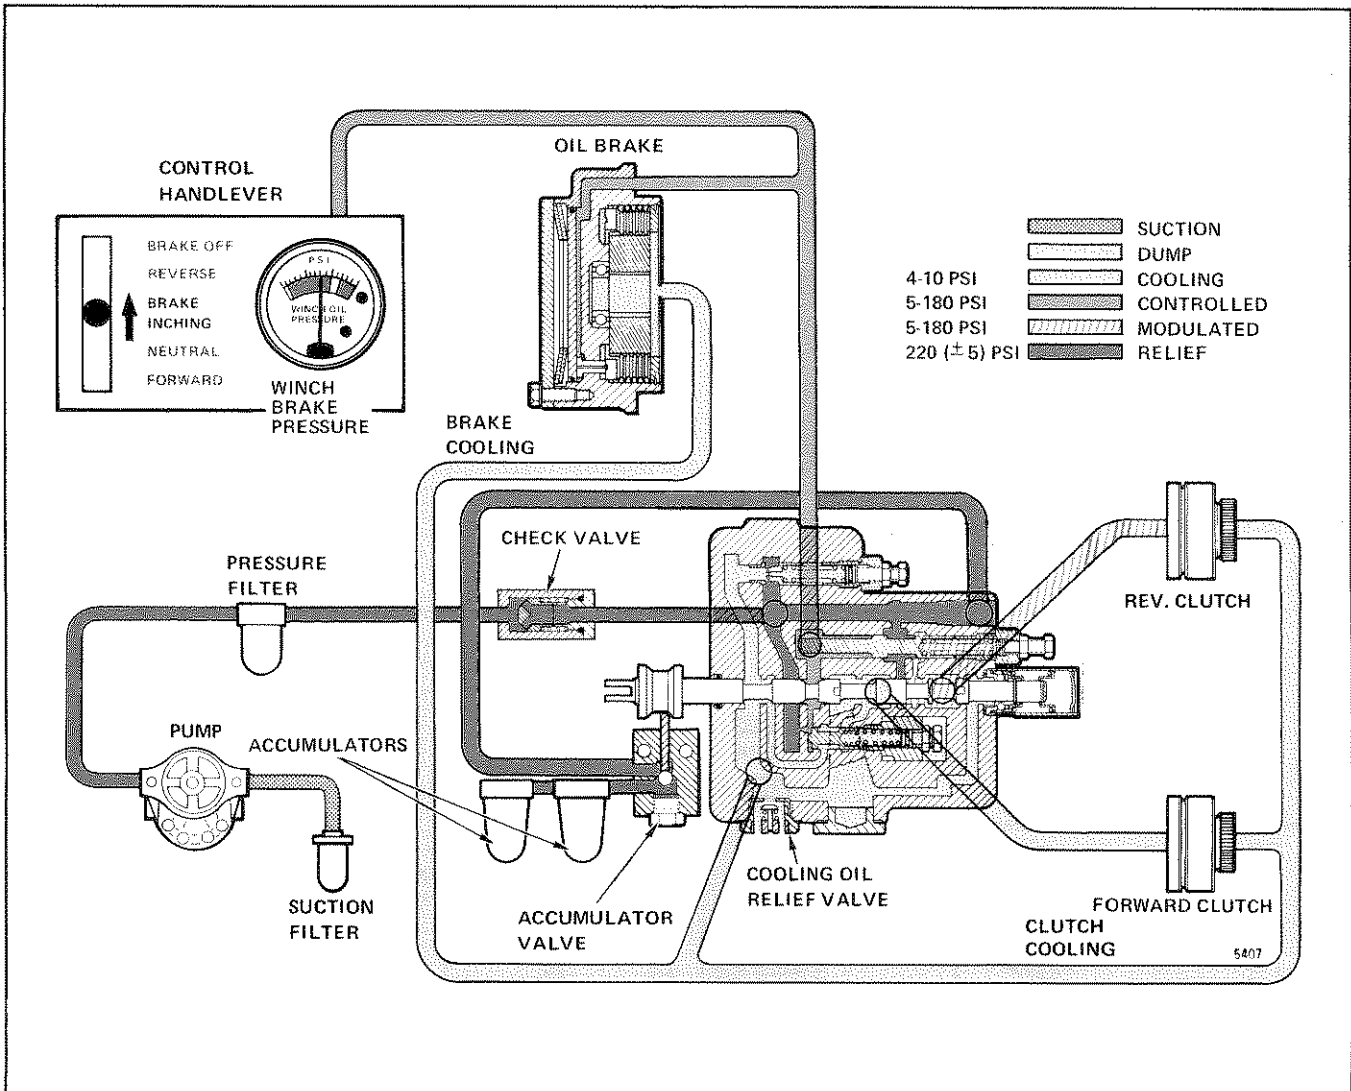 OIL BRAKE
CONTROL
HANDLEVER
BRAKE OFF
REVERSE
BRAKE
INCHING
NEUTRAL
FORWARD
PSI
WINCH OIL
PRESSURE
WINCH
BRAKE
PRESSURE
SUCTION
DUMP
4-10 PSI COOLING
5-180 PSI CONTROLLED
5-180 PSI MODULATED
220 (± 5) PSI RELIEF
BRAKE
COOLING
CHECK VALVE
PRESSURE
FILTER
REV. CLUTCH
PUMP
ACCUMULATORS
SUCTION
FILTER
ACCUMULATOR
VALVE
COOLING OIL
RELIEF VALVE
FORWARD CLUTCH
CLUTCH
COOLING
5407